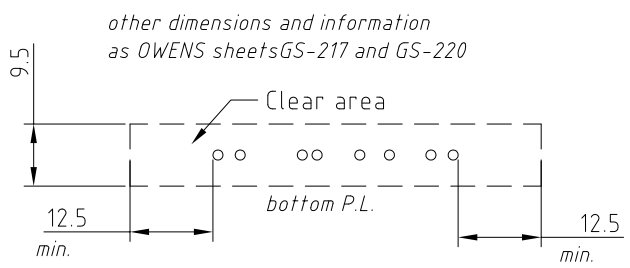 other dimensions and information
as OWENS sheetsGS-217 and GS-220
9.5
Clear area
bottom P.L.
12.5
min.
12.5
min.